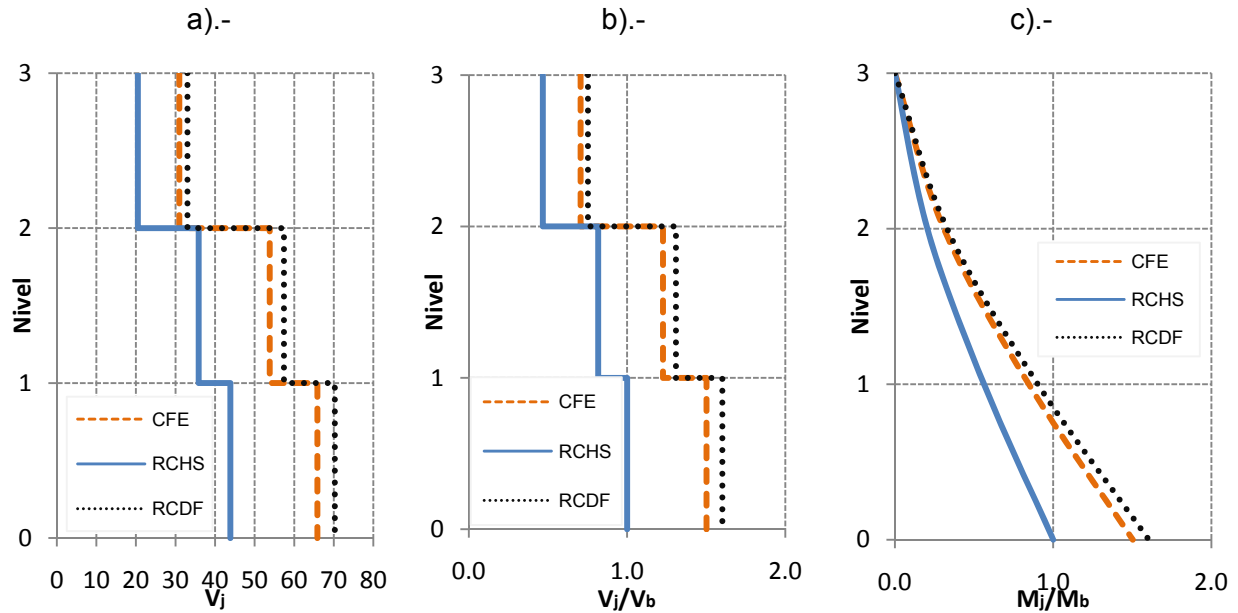 a).-
3
2
1
0
Nivel
CFE
RCHS
RCDF
0 10 20 30 40 50 60 70 80
Vj
b).-
3
2
1
0
Nivel
CFE
RCHS
RCDF
0.0 1.0 2.0
Vj/Vb
c).-
3
2
1
0
Nivel
CFE
RCHS
RCDF
0.0 1.0 2.0
Mj/Mb